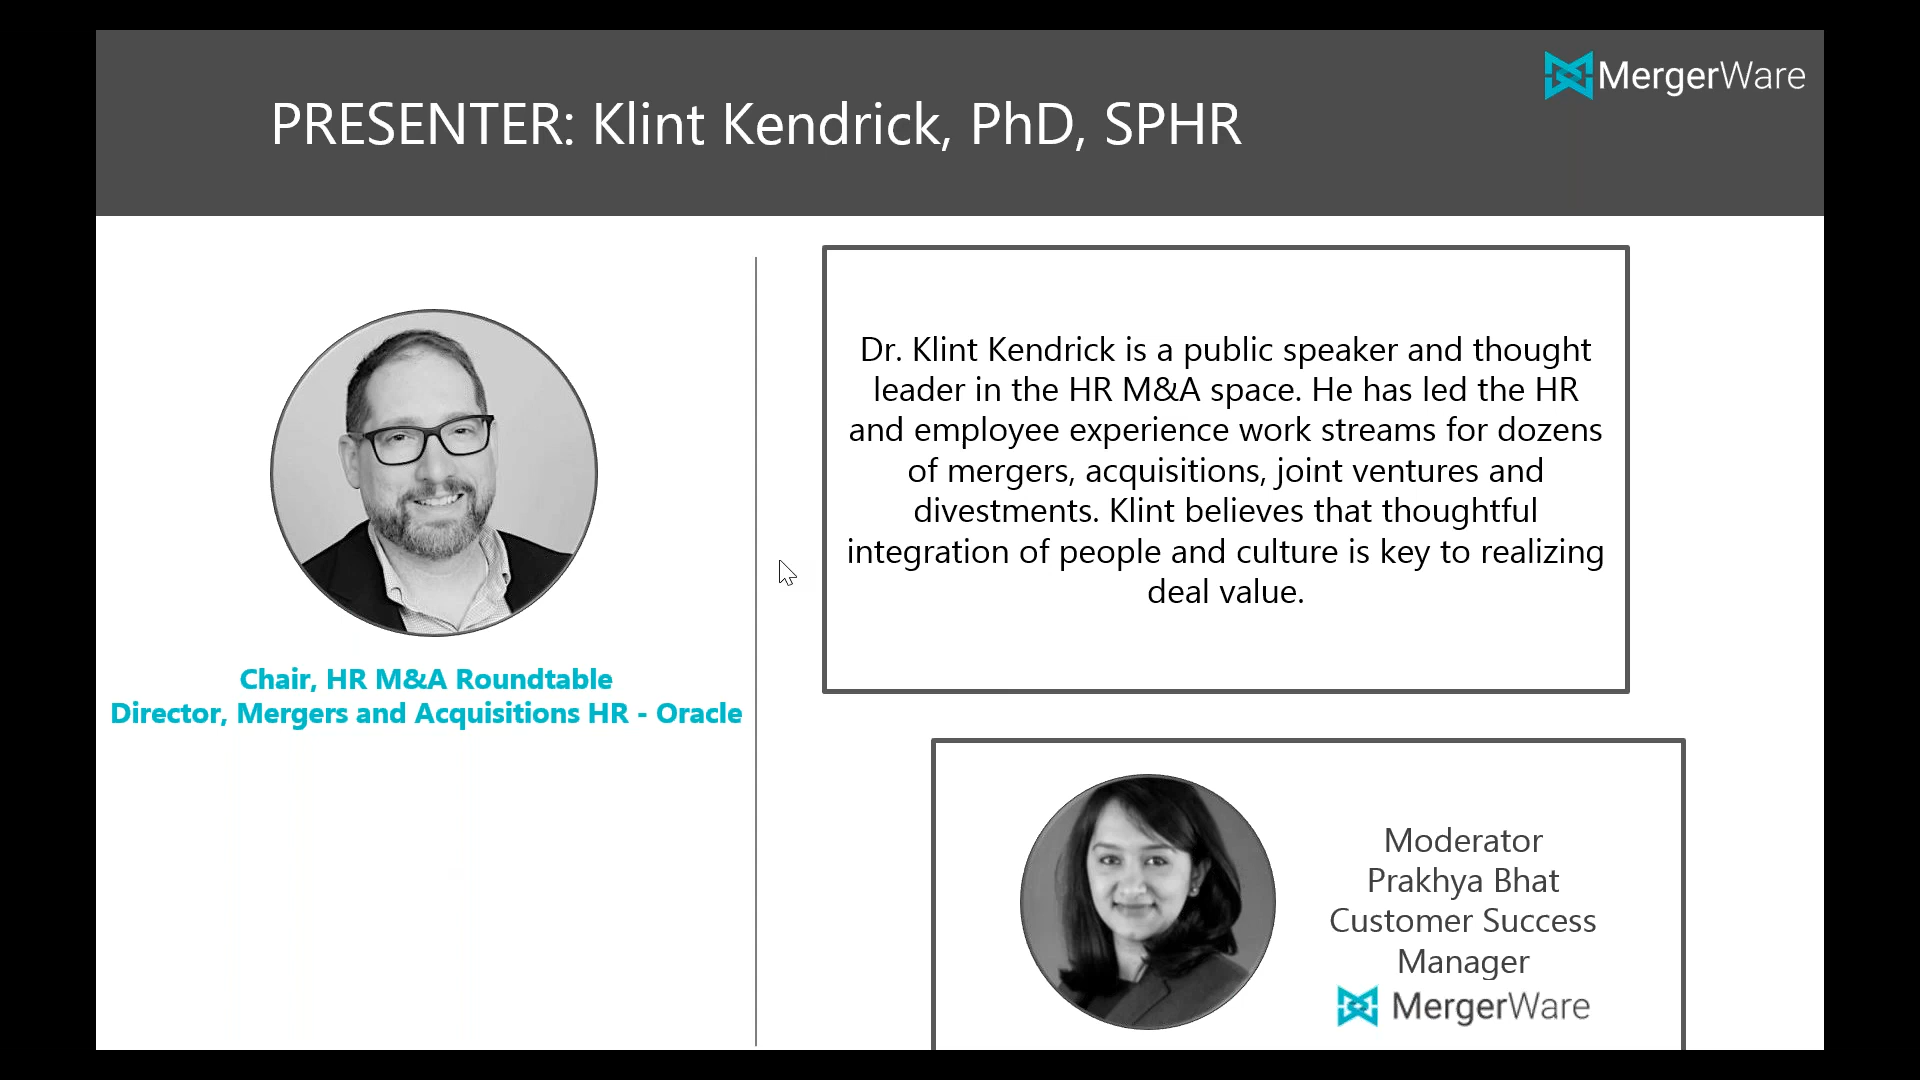 MergerWare
PRESENTER: Klint Kendrick, PhD, SPHR
Chair, HR M&A Roundtable
Director, Mergers and Acquisitions HR - Oracle
Dr. Klint Kendrick is a public speaker and thought
leader in the HR M&A space. He has led the HR
and employee experience work streams for dozens
of mergers, acquisitions, joint ventures and
divestments. Klint believes that thoughtful
integration of people and culture is key to realizing
deal value.
Moderator
Prakhya Bhat
Customer Success
Manager
MergerWare